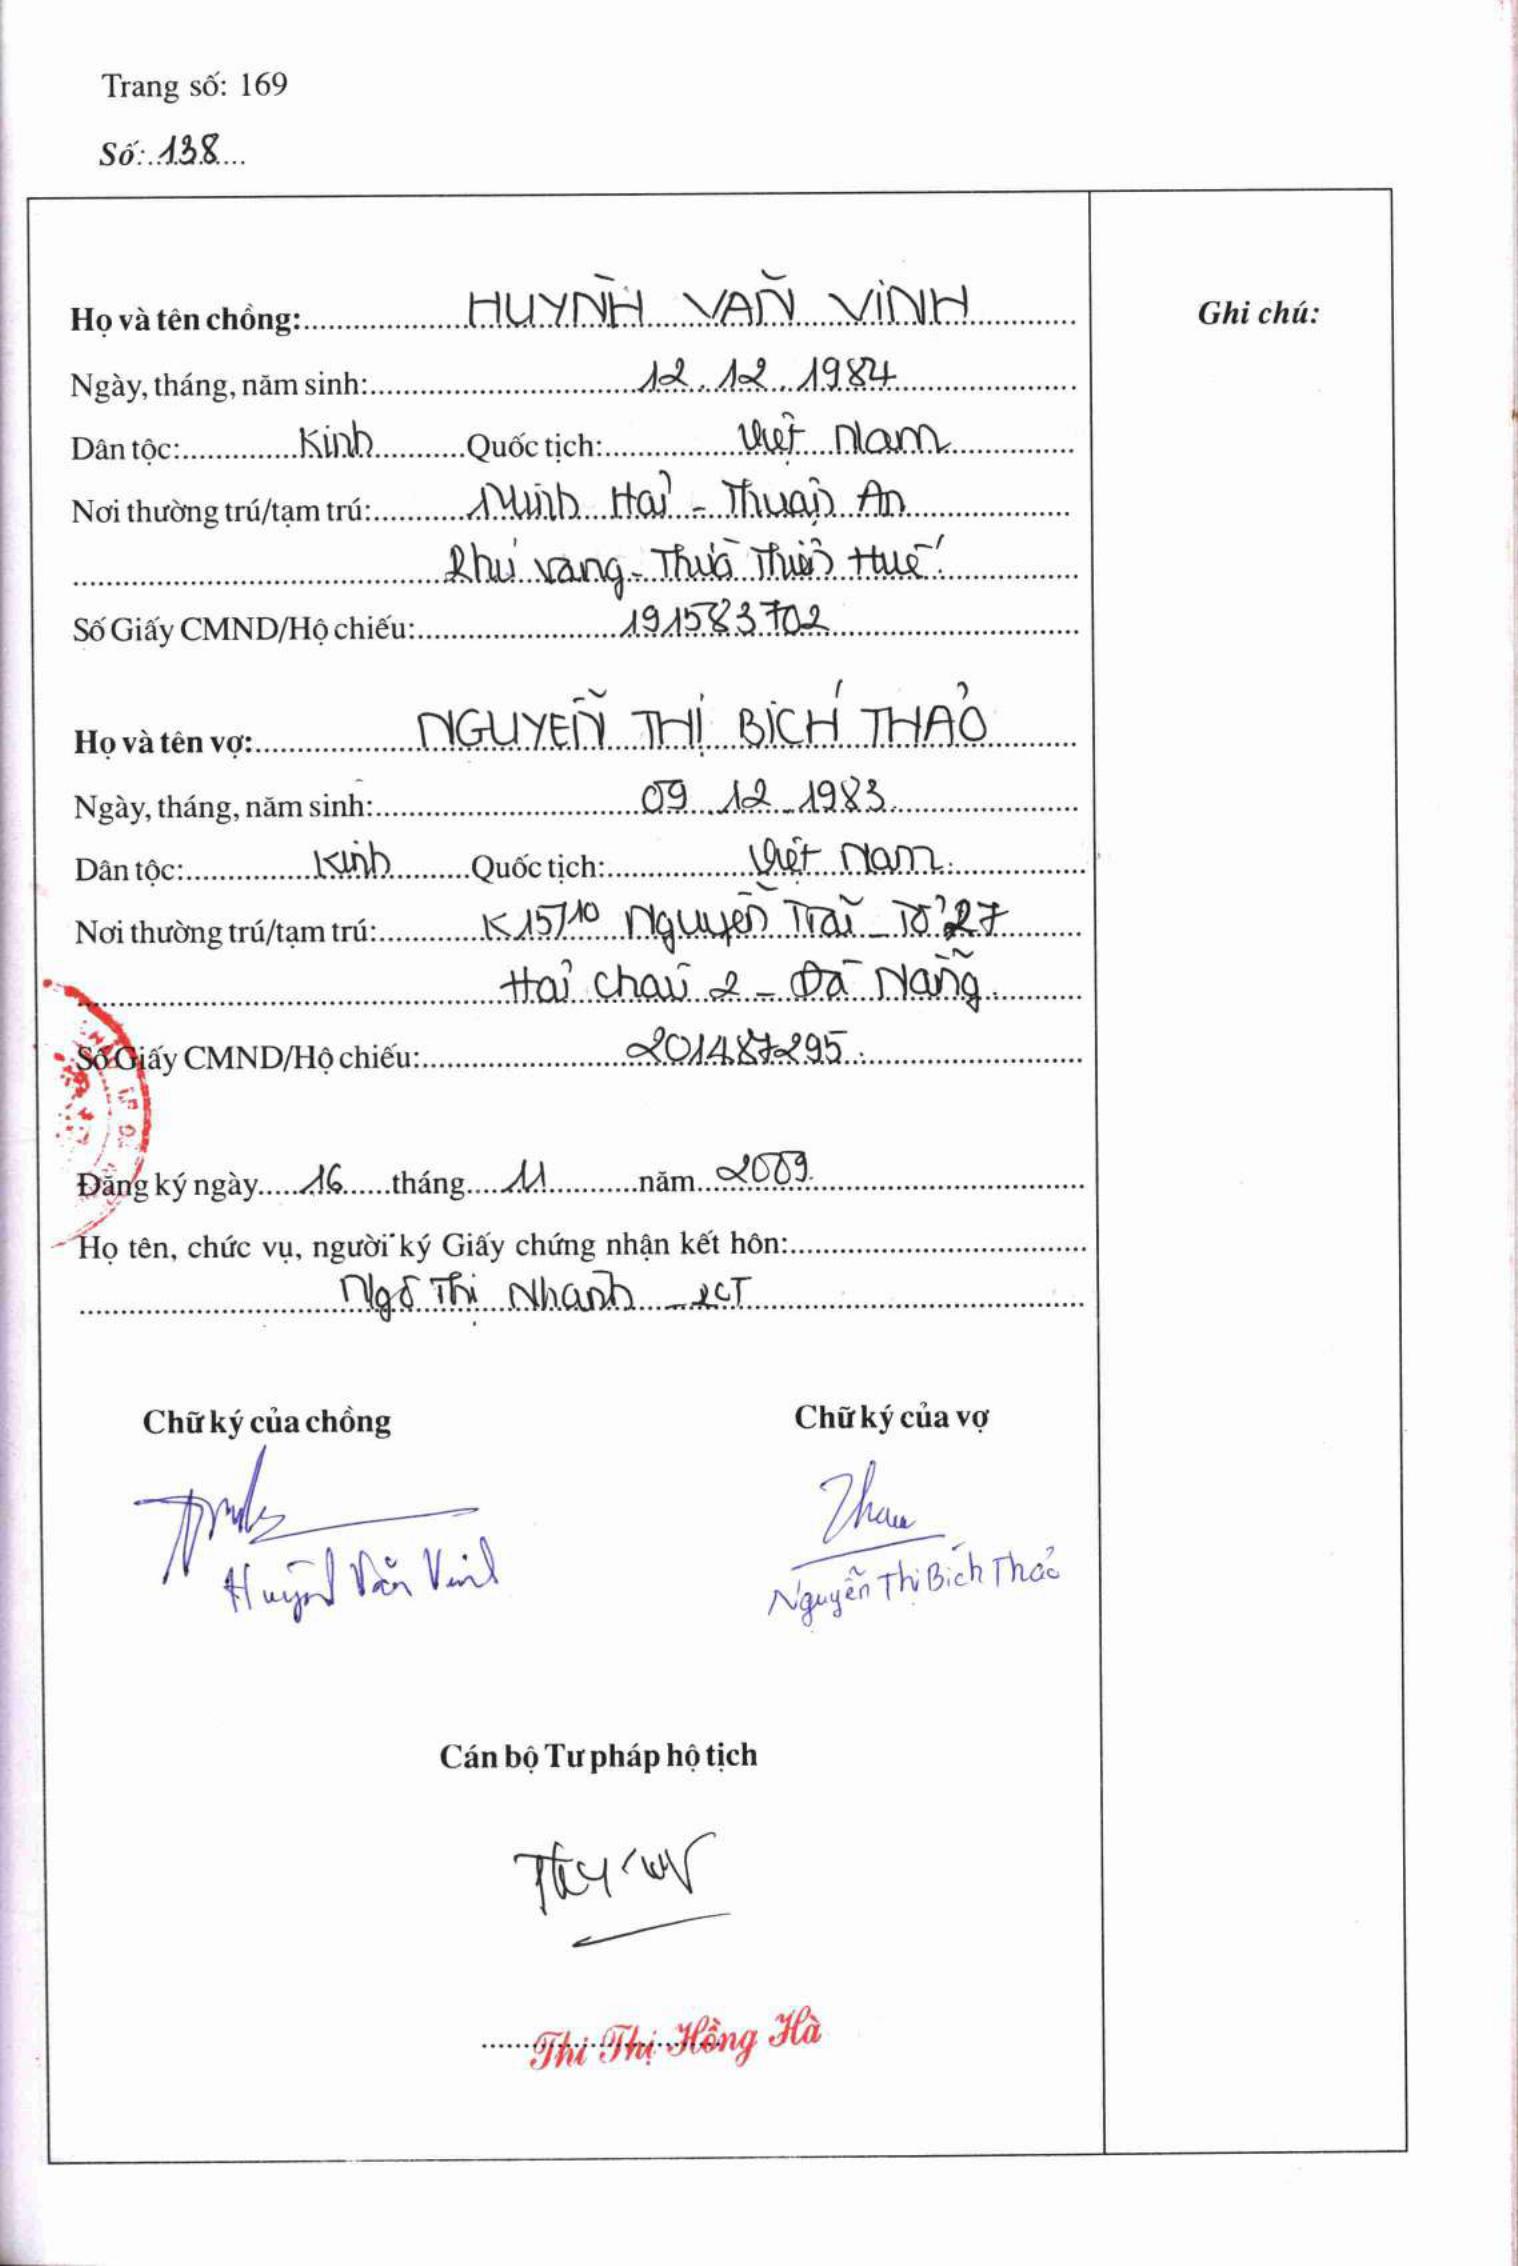 Trang số: 169
Số: 138
Họ và tên chồng: HUỲNH VĂN VINH
Ghi chú:
Ngày, tháng, năm sinh: 12.12.1984
Dân tộc: Kinh Quốc tịch: Việt Nam
Nơi thường trú/tạm trú: Minh Hải - Thuận An
Phú vang - Thừa Thiên Huế
Số Giấy CMND/Hộ chiếu: 191583702
Họ và tên vợ: NGUYỄN THỊ BÍCH THẢO
Ngày, tháng, năm sinh: 09.12.1983
Dân tộc: Kinh Quốc tịch: Việt Nam
Nơi thường trú/tạm trú: K157/10 Nguyễn Trãi - Tổ 27
Hải Châu 2 - Đà Nẵng
Số Giấy CMND/Hộ chiếu: 201487295
Đăng ký ngày 16 tháng 11 năm 2009
Họ tên, chức vụ, người ký Giấy chứng nhận kết hôn:
Ngô Thị Nhanh - PCT
Chữ ký của chồng Chữ ký của vợ
Thao
Huỳnh Văn Vinh Nguyễn Thị Bích Thảo
Cán bộ Tư pháp hộ tịch
Thi Thị Hồng Hà